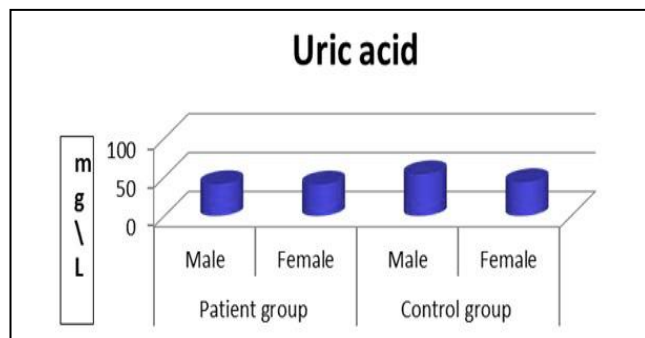 Uric acid
m
g
\
L
100
50
0
Male Female Male Female
Patient group Control group